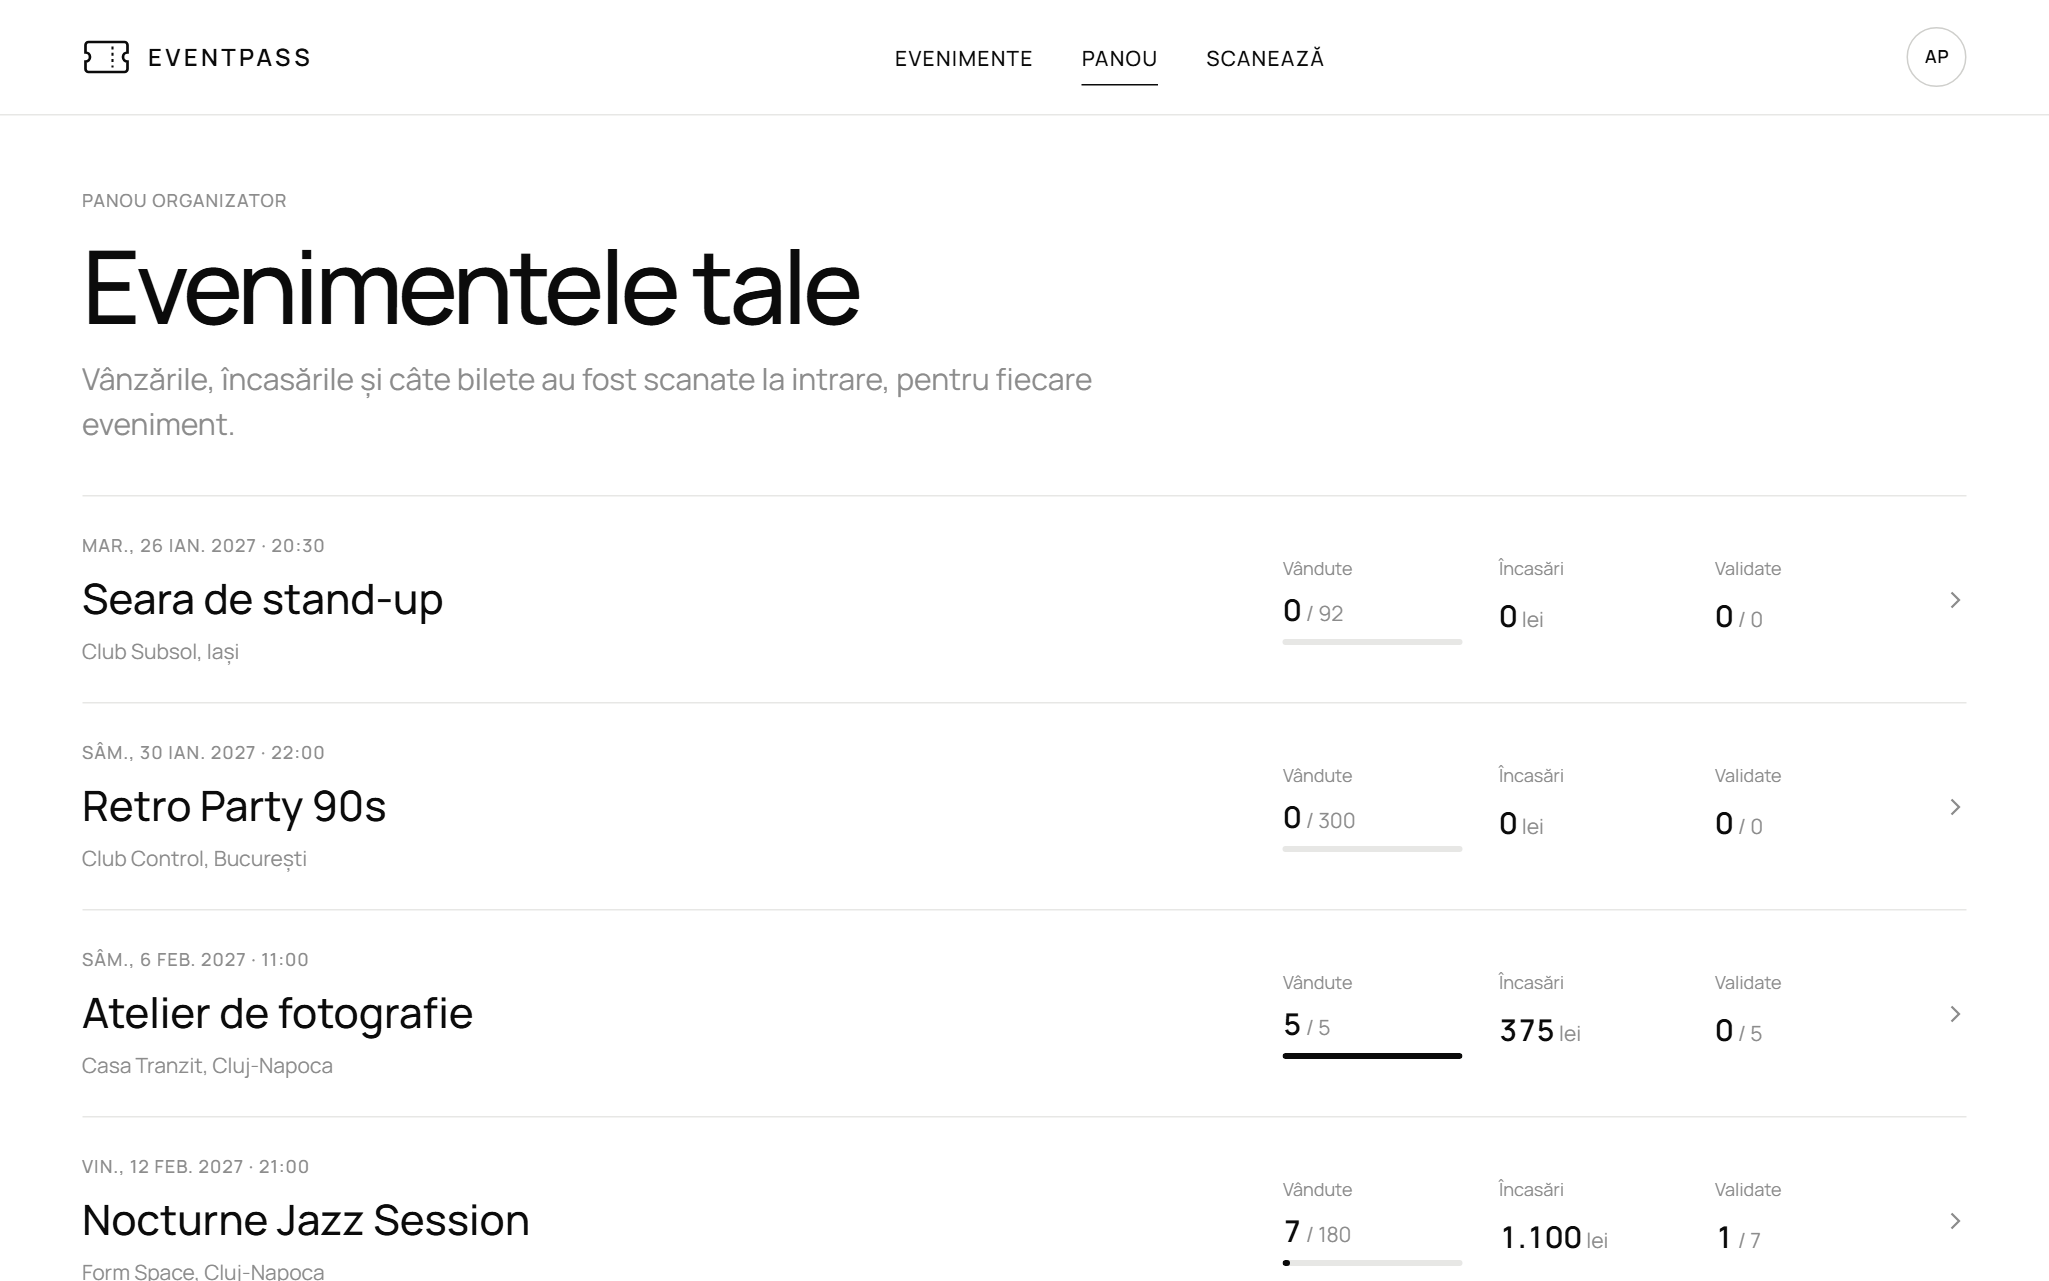 EVENTPASS
EVENIMENTE PANOU SCANEAZĂ
AP
PANOU ORGANIZATOR
Evenimentele tale
Vânzările, încasările și câte bilete au fost scanate la intrare, pentru fiecare
eveniment.
MAR., 26 IAN. 2027 · 20:30
Seara de stand-up
Club Subsol, Iași
Vândute
0 / 92
Încasări
0 lei
Validate
0 / 0
SÂM., 30 IAN. 2027 · 22:00
Retro Party 90s
Club Control, București
Vândute
0 / 300
Încasări
0 lei
Validate
0 / 0
SÂM., 6 FEB. 2027 · 11:00
Atelier de fotografie
Casa Tranzit, Cluj-Napoca
Vândute
5 / 5
Încasări
375 lei
Validate
0 / 5
VIN., 12 FEB. 2027 · 21:00
Nocturne Jazz Session
Form Space, Cluj-Napoca
Vândute
7 / 180
Încasări
1.100 lei
Validate
1 / 7